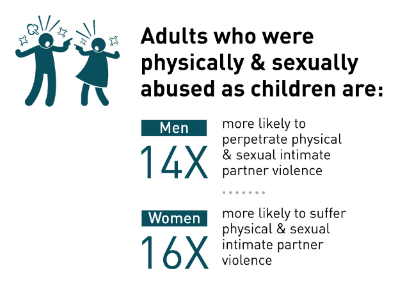 Adults who were
physically & sexually
abused as children are:
Men
14X
more likely to
perpetrate physical
& sexual intimate
partner violence
Women
16X
more likely to suffer
physical & sexual
intimate partner
violence